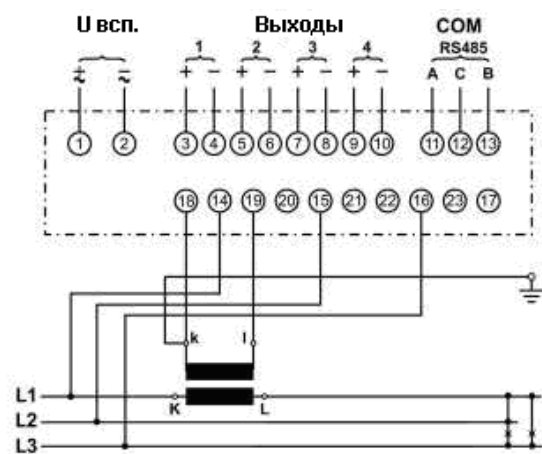 U всп. Выходы COM
1 2 3 4 RS485
+ − + − + − + − A C B
1 2 3 4 5 6 7 8 9 10 11 12 13
18 14 19 20 15 21 22 16 23 17
k l
L1 K L
L2
L3